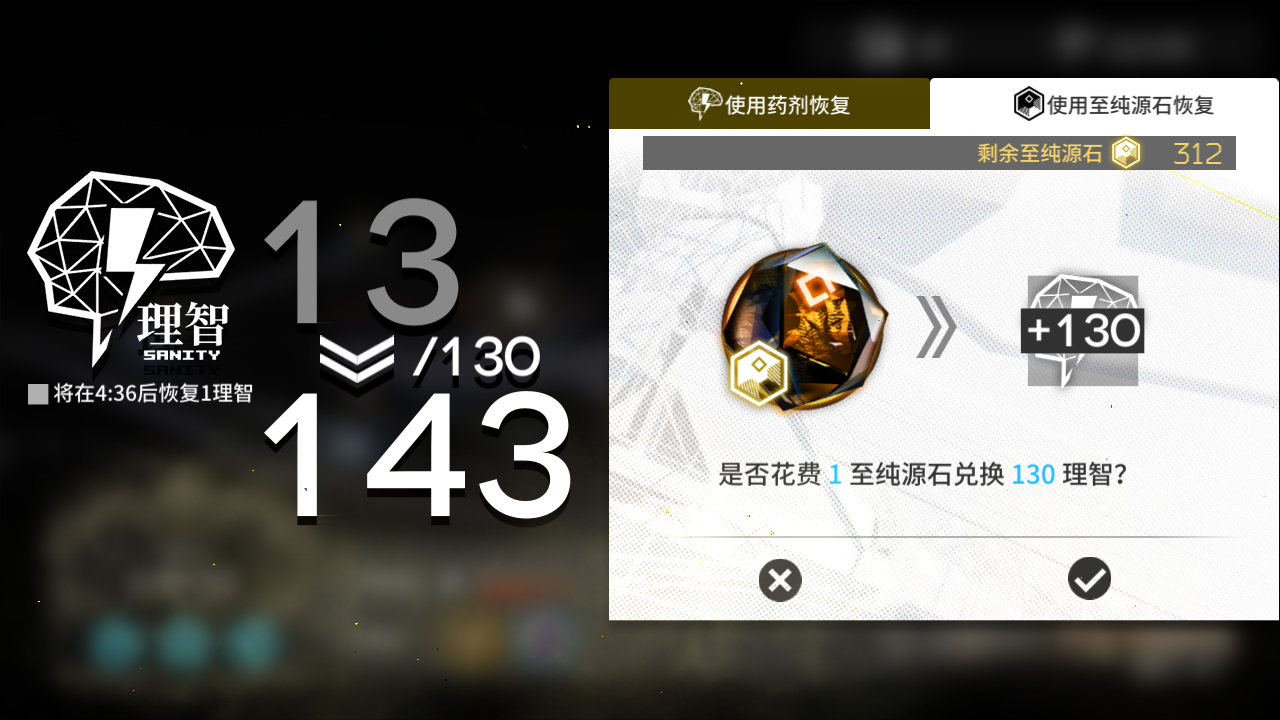 使用药剂恢复
使用至纯源石恢复
剩余至纯源石 312
13
理智
SANITY
/130
将在4:36后恢复1理智
143
+130
是否花费 1 至纯源石兑换 130 理智?